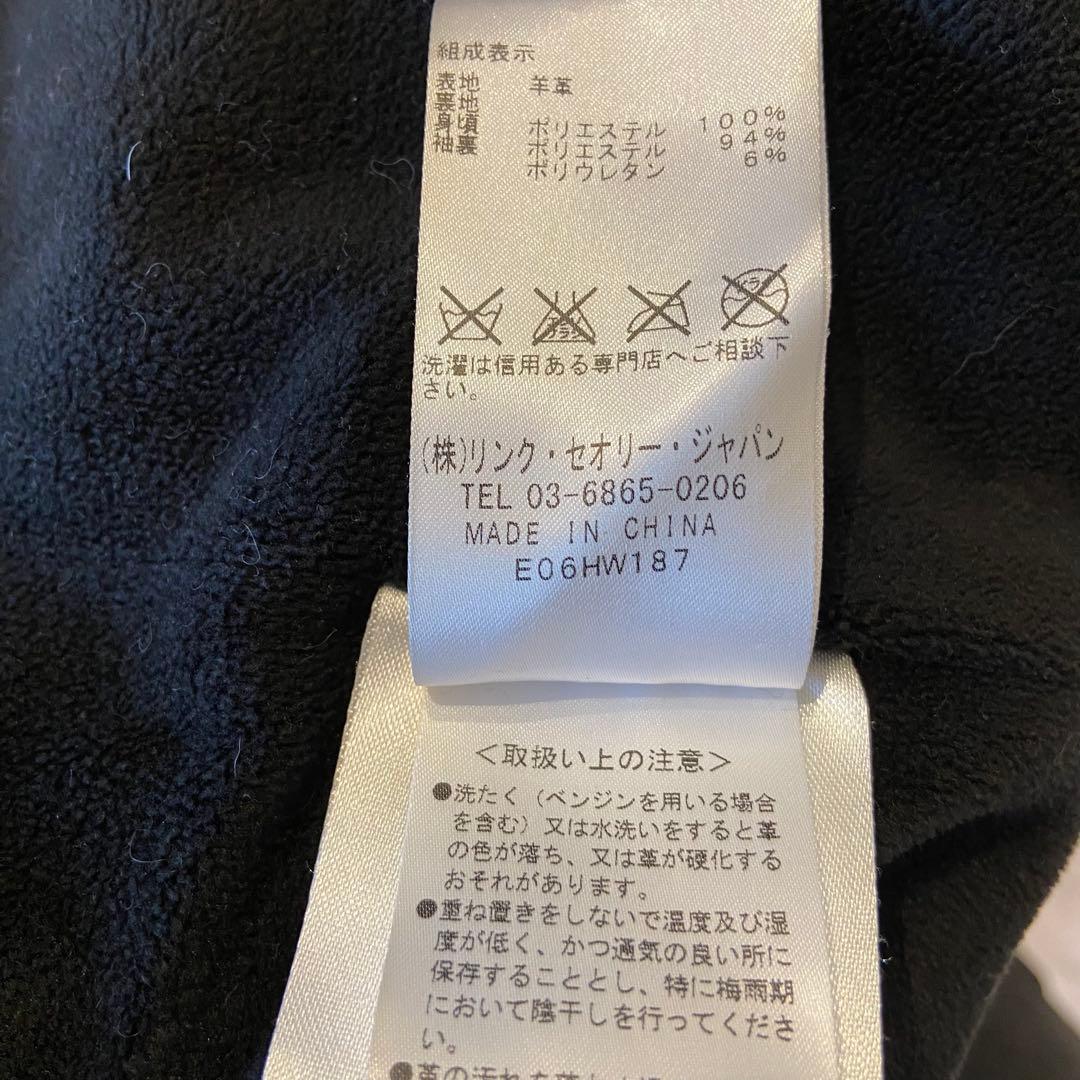 組成表示
表地 羊革
裏地
身頃 ポリエステル 100%
袖裏 ポリエステル 94%
ポリウレタン 6%
洗濯は信用ある専門店へご相談下
さい。
(株)リンク・セオリー・ジャパン
TEL 03-6865-0206
MADE IN CHINA
E06HW187
<取扱い上の注意>
●洗たく(ベンジンを用いる場合
を含む)又は水洗いをすると革
の色が落ち、又は革が硬化する
おそれがあります。
●重ね置きをしないで温度及び湿
度が低く、かつ通気の良い所に
保存することとし、特に梅雨期
において陰干しを行ってくださ
い。
●革の汚れを落